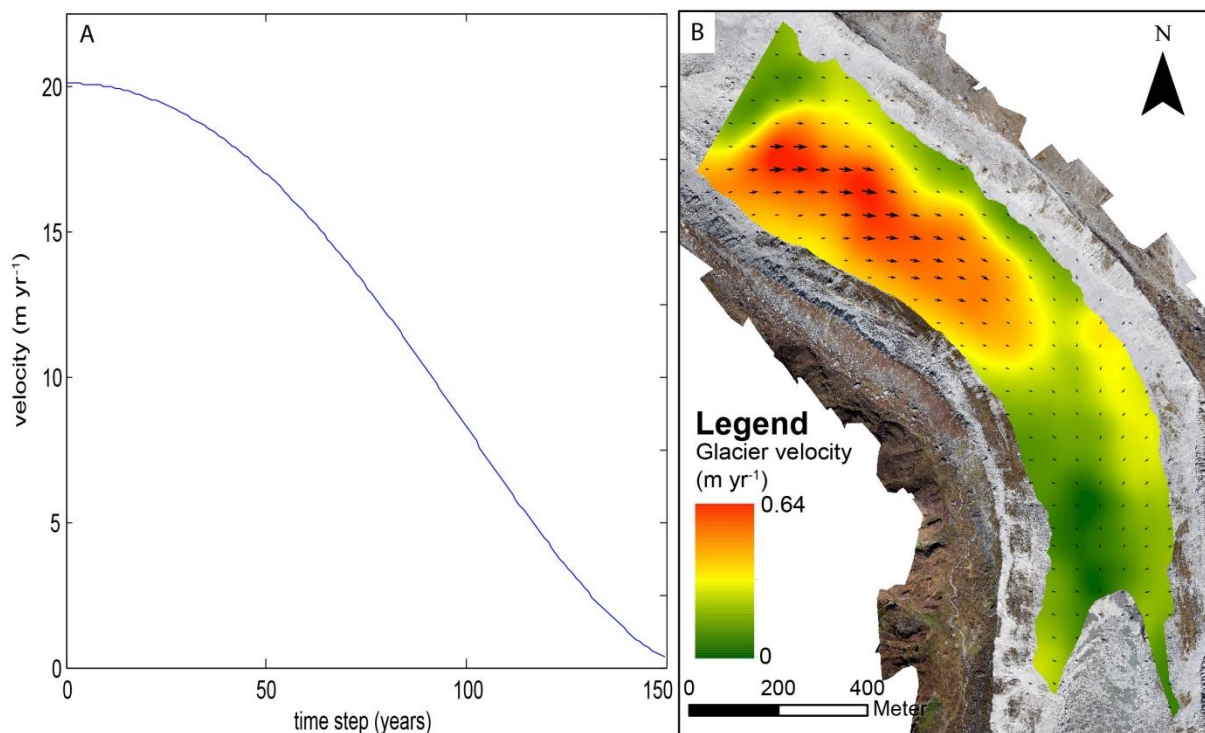 A
20
15
10
5
0
velocity (m yr⁻¹)
0 50 100 150
time step (years)
B
N
Legend
Glacier velocity
(m yr⁻¹)
0.64
0
0 200 400
Meter